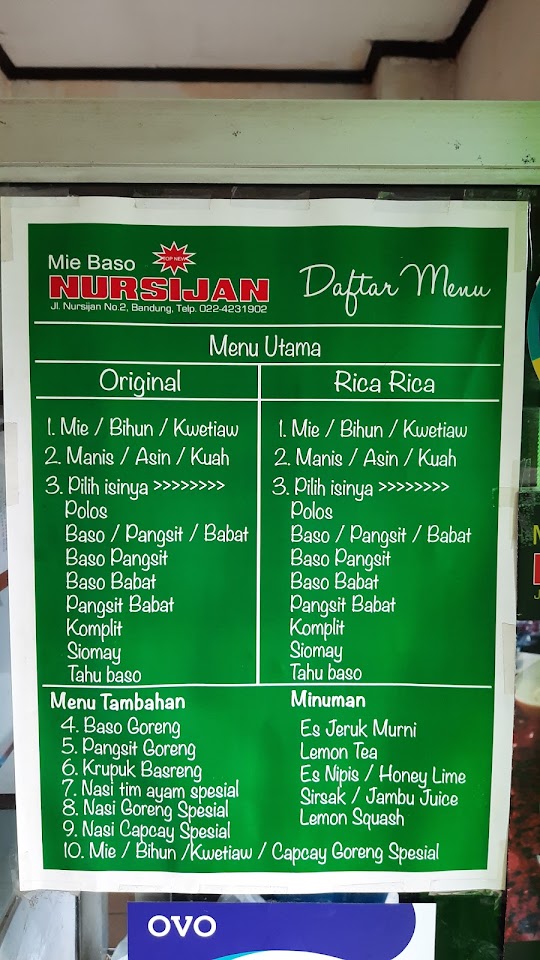 Mie Baso
TOP NEW
NURSIJAN
Jl. Nursijan No.2, Bandung, Telp. 022-4231902
Daftar Menu
Menu Utama
Original
1. Mie / Bihun / Kwetiaw
2. Manis / Asin / Kuah
3. Pilih isinya >>>>>>>>
Polos
Baso / Pangsit / Babat
Baso Pangsit
Baso Babat
Pangsit Babat
Komplit
Siomay
Tahu baso
Rica Rica
1. Mie / Bihun / Kwetiaw
2. Manis / Asin / Kuah
3. Pilih isinya >>>>>>>>
Polos
Baso / Pangsit / Babat
Baso Pangsit
Baso Babat
Pangsit Babat
Komplit
Siomay
Tahu baso
Menu Tambahan
4. Baso Goreng
5. Pangsit Goreng
6. Krupuk Basreng
7. Nasi tim ayam spesial
8. Nasi Goreng Spesial
9. Nasi Capcay Spesial
10. Mie / Bihun /Kwetiaw / Capcay Goreng Spesial
Minuman
Es Jeruk Murni
Lemon Tea
Es Nipis / Honey Lime
Sirsak / Jambu Juice
Lemon Squash
OVO